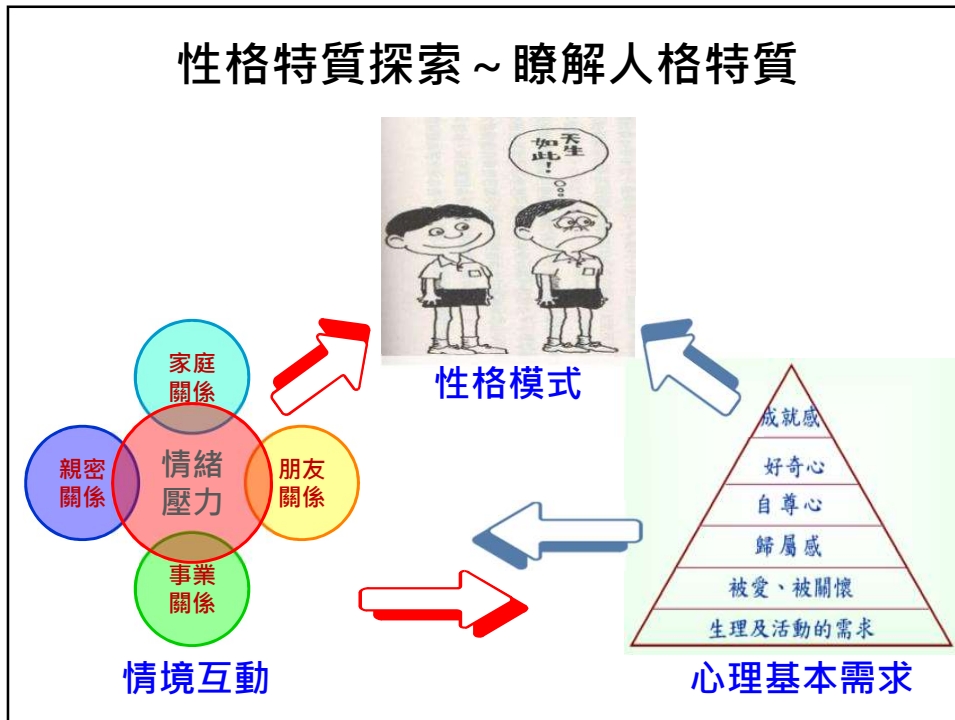 性格特質探索～瞭解人格特質
天生
如此！
性格模式
家庭
關係
親密
關係
情緒
壓力
朋友
關係
事業
關係
情境互動
成就感
好奇心
自尊心
歸屬感
被愛、被關懷
生理及活動的需求
心理基本需求